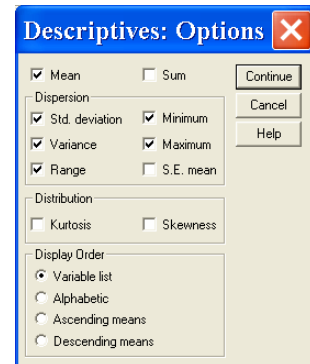 Descriptives: Opti
Mean Sum Continue
Dispersion Cancel
Std. deviation Minimum Help
Variance Maximum
Range S.E. mean
Distribution
Kurtosis Skewness
Display Order
Variable list
Alphabetic
Ascending means
Descending means